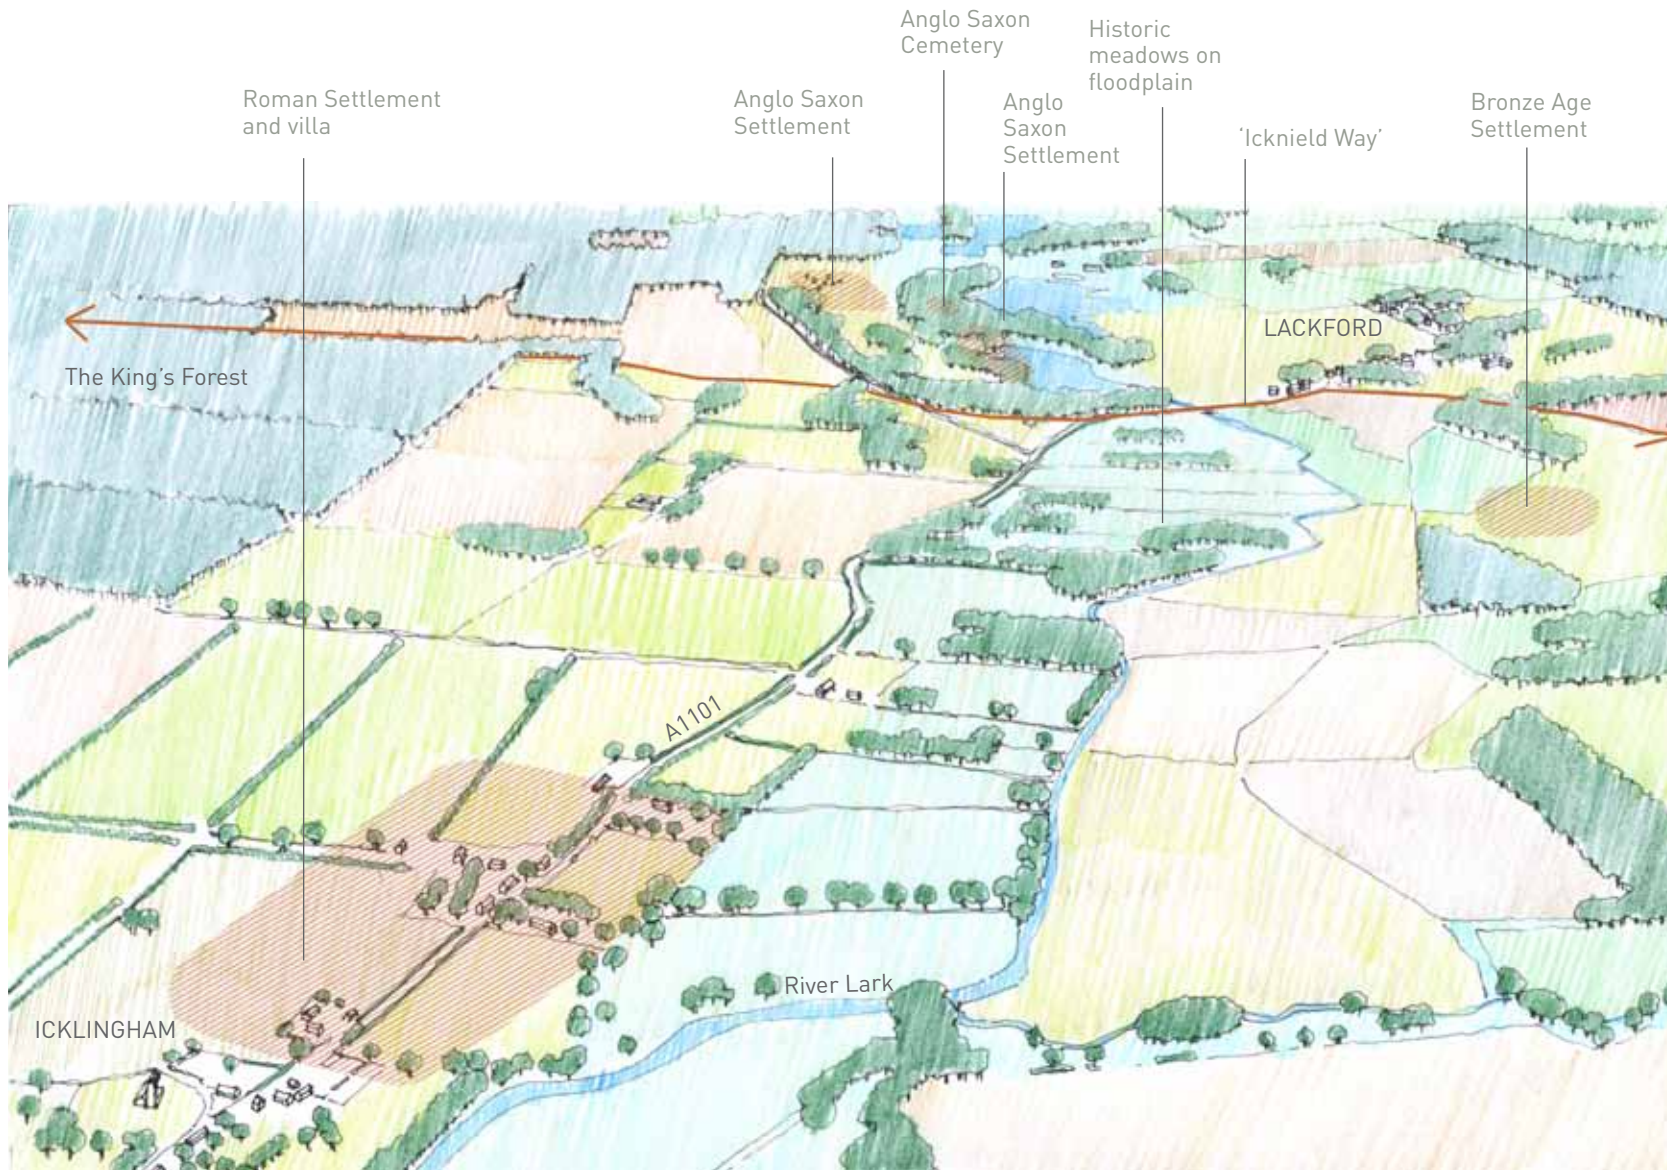 Anglo Saxon
Cemetery
Historic
meadows on
floodplain
Roman Settlement
and villa
Anglo Saxon
Settlement
Anglo
Saxon
Settlement
‘Icknield Way’
Bronze Age
Settlement
LACKFORD
The King’s Forest
A1101
River Lark
ICKLINGHAM